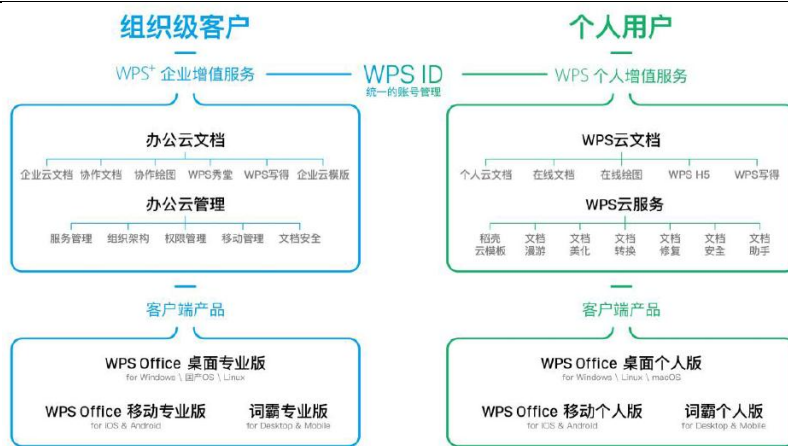 组织级客户
个人用户
WPS+ 企业增值服务
WPS ID
统一的账号管理
WPS 个人增值服务
办公云文档
企业云文档 协作文档 协作绘图 WPS秀堂 WPS写得 企业云模版
办公云管理
服务管理 组织架构 权限管理 移动管理 文档安全
WPS云文档
个人云文档 在线文档 在线绘图 WPS H5 WPS写得
WPS云服务
稻壳 文档 文档 文档 文档 文档 文档
云模板 漫游 美化 转换 修复 安全 助手
客户端产品
WPS Office 桌面专业版
for Windows \ 国产OS \ Linux
WPS Office 移动专业版 词霸专业版
for iOS & Android for Desktop & Mobile
客户端产品
WPS Office 桌面个人版
for Windows \ Linux \ macOS
WPS Office 移动个人版 词霸个人版
for iOS & Android for Desktop & Mobile